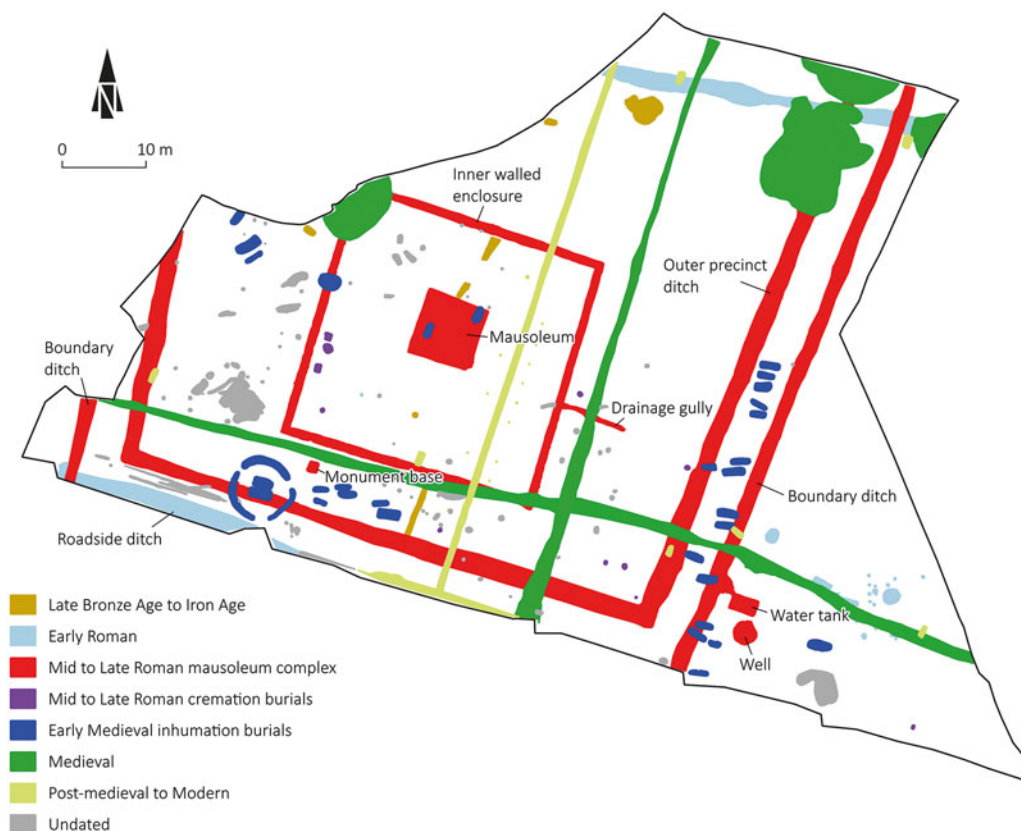 N
0 10 m
Inner walled
enclosure
Outer precinct
ditch
Mausoleum
Boundary
ditch
Drainage gully
Monument base
Boundary ditch
Roadside ditch
Water tank
Well
Late Bronze Age to Iron Age
Early Roman
Mid to Late Roman mausoleum complex
Mid to Late Roman cremation burials
Early Medieval inhumation burials
Medieval
Post-medieval to Modern
Undated